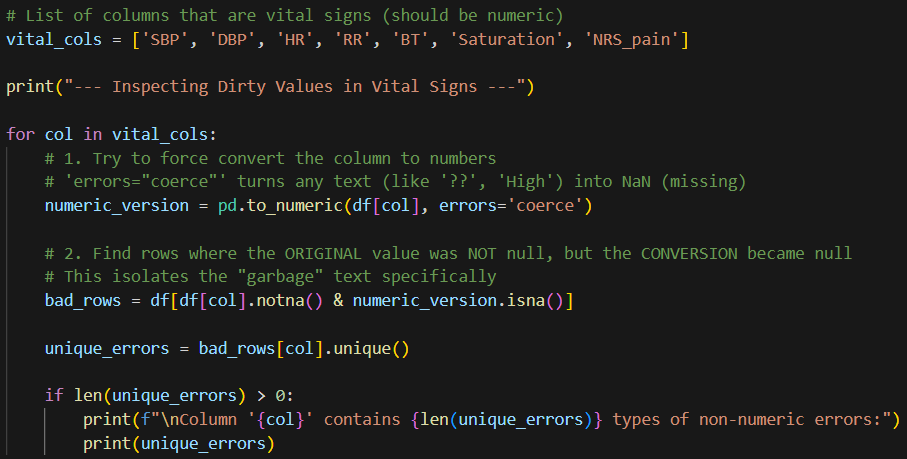 # List of columns that are vital signs (should be numeric)
vital_cols = ['SBP', 'DBP', 'HR', 'RR', 'BT', 'Saturation', 'NRS_pain']
print("--- Inspecting Dirty Values in Vital Signs ---")
for col in vital_cols:
    # 1. Try to force convert the column to numbers
    # 'errors="coerce"' turns any text (like '??', 'High') into NaN (missing)
    numeric_version = pd.to_numeric(df[col], errors='coerce')
    # 2. Find rows where the ORIGINAL value was NOT null, but the CONVERSION became null
    # This isolates the "garbage" text specifically
    bad_rows = df[df[col].notna() & numeric_version.isna()]
    unique_errors = bad_rows[col].unique()
    if len(unique_errors) > 0:
        print(f"\nColumn '{col}' contains {len(unique_errors)} types of non-numeric errors:")
        print(unique_errors)